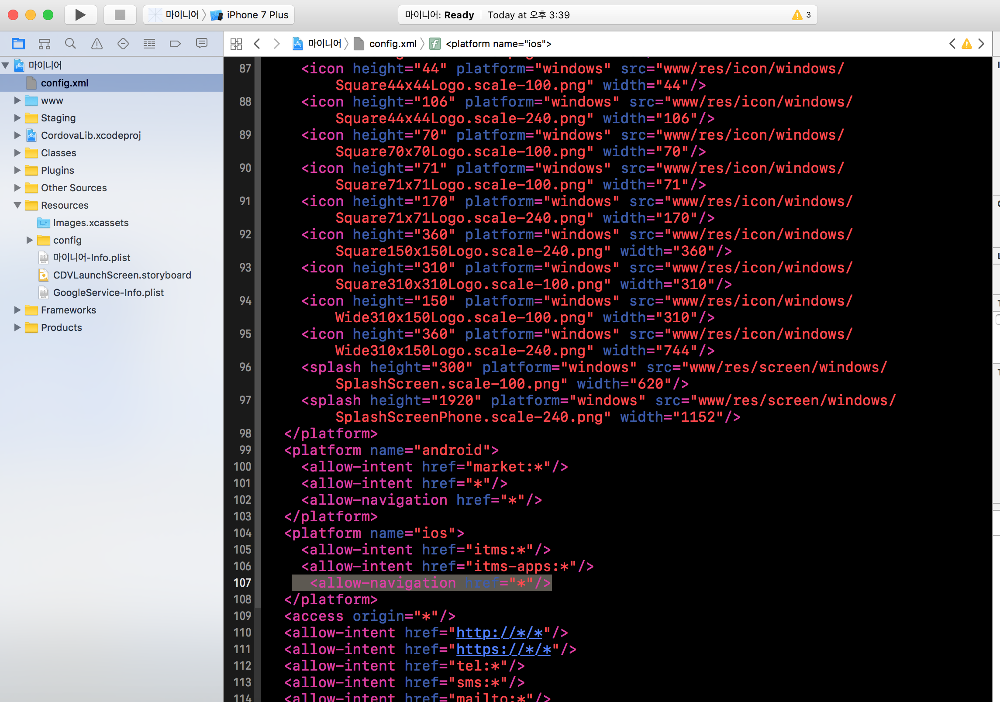 마이니어 iPhone 7 Plus
마이니어: Ready | Today at 오후 3:39
3
마이니어 config.xml <platform name="ios">
마이니어
config.xml
www
Staging
CordovaLib.xcodeproj
Classes
Plugins
Other Sources
Resources
Images.xcassets
config
마이니어-Info.plist
CDVLaunchScreen.storyboard
GoogleService-Info.plist
Frameworks
Products
87 <icon height="44" platform="windows" src="www/res/icon/windows/
Square44x44Logo.scale-100.png" width="44"/>
88 <icon height="106" platform="windows" src="www/res/icon/windows/
Square44x44Logo.scale-240.png" width="106"/>
89 <icon height="70" platform="windows" src="www/res/icon/windows/
Square70x70Logo.scale-100.png" width="70"/>
90 <icon height="71" platform="windows" src="www/res/icon/windows/
Square71x71Logo.scale-100.png" width="71"/>
91 <icon height="170" platform="windows" src="www/res/icon/windows/
Square71x71Logo.scale-240.png" width="170"/>
92 <icon height="360" platform="windows" src="www/res/icon/windows/
Square150x150Logo.scale-240.png" width="360"/>
93 <icon height="310" platform="windows" src="www/res/icon/windows/
Square310x310Logo.scale-100.png" width="310"/>
94 <icon height="150" platform="windows" src="www/res/icon/windows/
Wide310x150Logo.scale-100.png" width="310"/>
95 <icon height="360" platform="windows" src="www/res/icon/windows/
Wide310x150Logo.scale-240.png" width="744"/>
96 <splash height="300" platform="windows" src="www/res/screen/windows/
SplashScreen.scale-100.png" width="620"/>
97 <splash height="1920" platform="windows" src="www/res/screen/windows/
SplashScreenPhone.scale-240.png" width="1152"/>
98 </platform>
99 <platform name="android">
100 <allow-intent href="market:*"/>
101 <allow-intent href="*"/>
102 <allow-navigation href="*"/>
103 </platform>
104 <platform name="ios">
105 <allow-intent href="itms:*"/>
106 <allow-intent href="itms-apps:*"/>
107 <allow-navigation href="*"/>
108 </platform>
109 <access origin="*"/>
110 <allow-intent href="http://*/*"/>
111 <allow-intent href="https://*/*"/>
112 <allow-intent href="tel:*"/>
113 <allow-intent href="sms:*"/>
114 <allow-intent href="mailto:*"/>